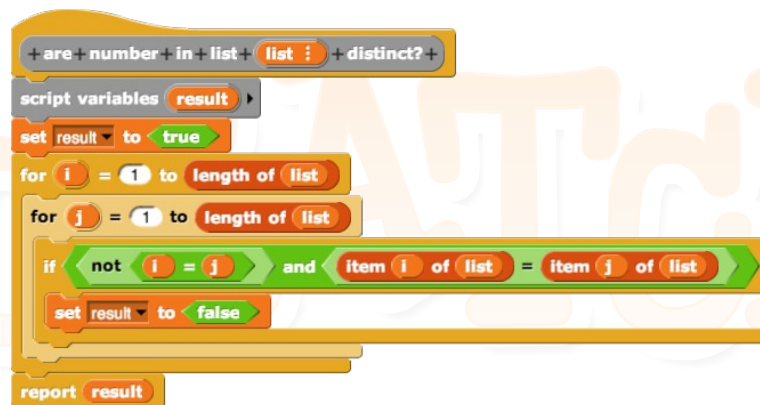 +are+number+in+list+ list ⋮ +distinct?+
script variables result
set result to true
for i = 1 to length of list
for j = 1 to length of list
if not i = j and item i of list = item j of list
set result to false
report result